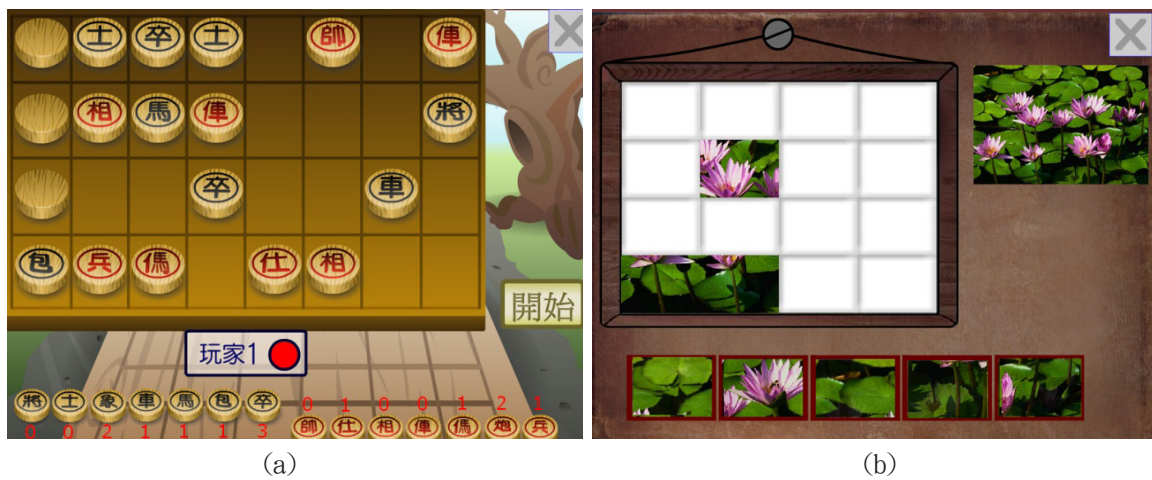 士 卒 士 帥 俥
相 馬 俥 將
卒 車
包 兵 傌 仕 相
開始
玩家1
將 士 象 車 馬 包 卒
0 0 2 1 1 1 3
0 1 0 0 1 2 1
帥 仕 相 俥 傌 炮 兵
(a) (b)